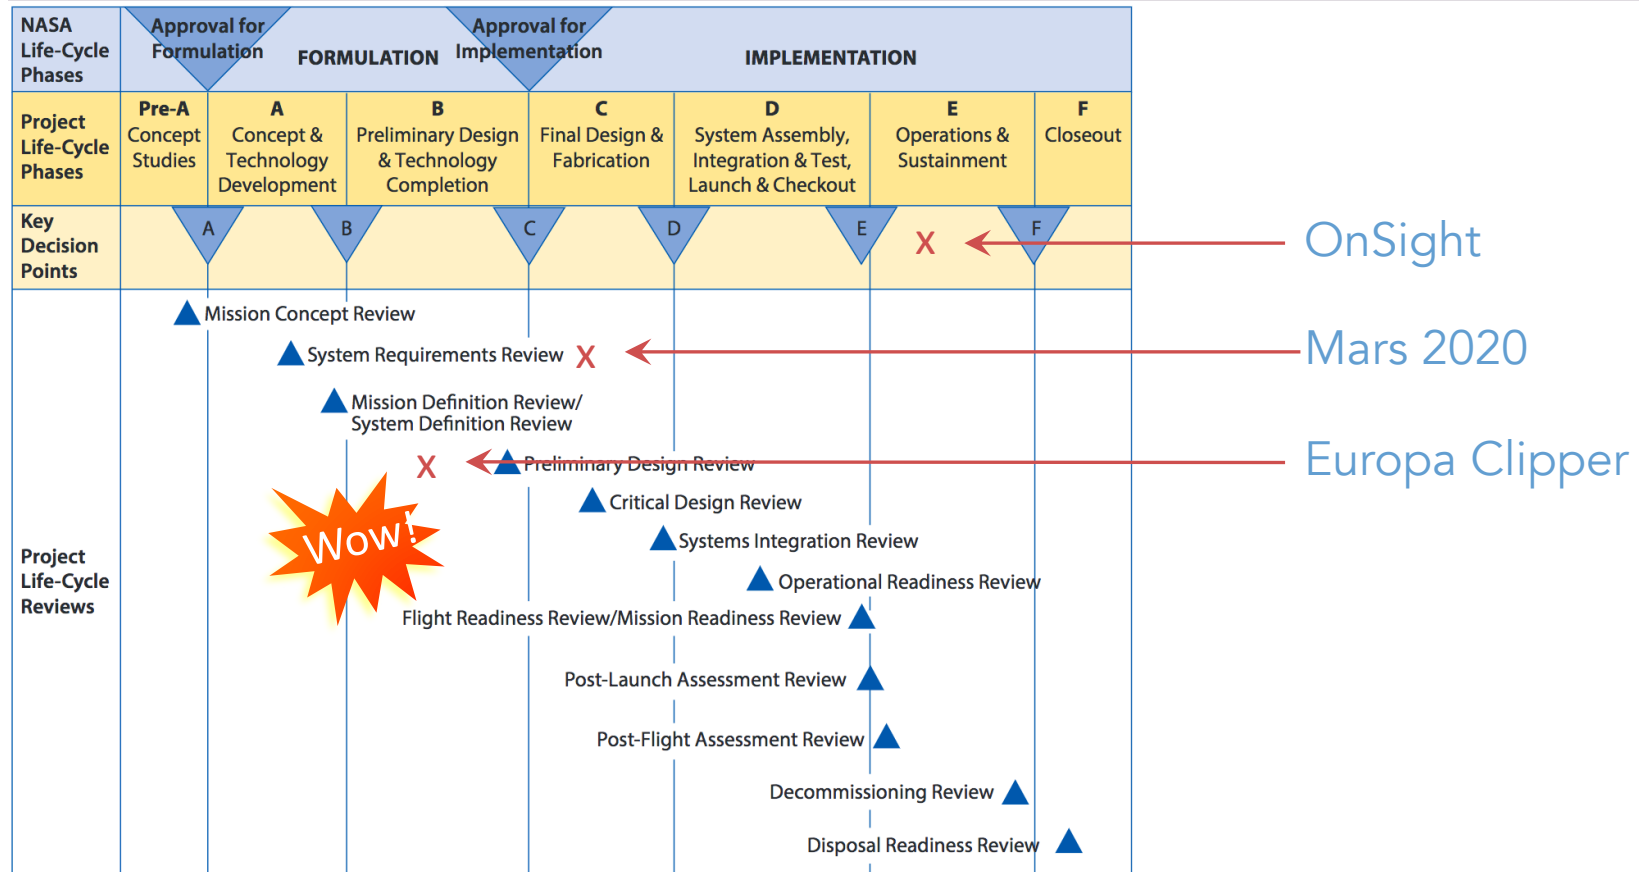 NASA
Life-Cycle
Phases
Approval for
Formulation
FORMULATION
Approval for
Implementation
IMPLEMENTATION
Project
Life-Cycle
Phases
Pre-A
Concept
Studies
A
Concept &
Technology
Development
B
Preliminary Design
& Technology
Completion
C
Final Design &
Fabrication
D
System Assembly,
Integration & Test,
Launch & Checkout
E
Operations &
Sustainment
F
Closeout
Key
Decision
Points
A
B
C
D
E
X
F
OnSight
Project
Life-Cycle
Reviews
Mission Concept Review
System Requirements Review
X
Mars 2020
Mission Definition Review/
System Definition Review
X
Preliminary Design Review
Europa Clipper
Critical Design Review
Wow!
Systems Integration Review
Operational Readiness Review
Flight Readiness Review/Mission Readiness Review
Post-Launch Assessment Review
Post-Flight Assessment Review
Decommissioning Review
Disposal Readiness Review